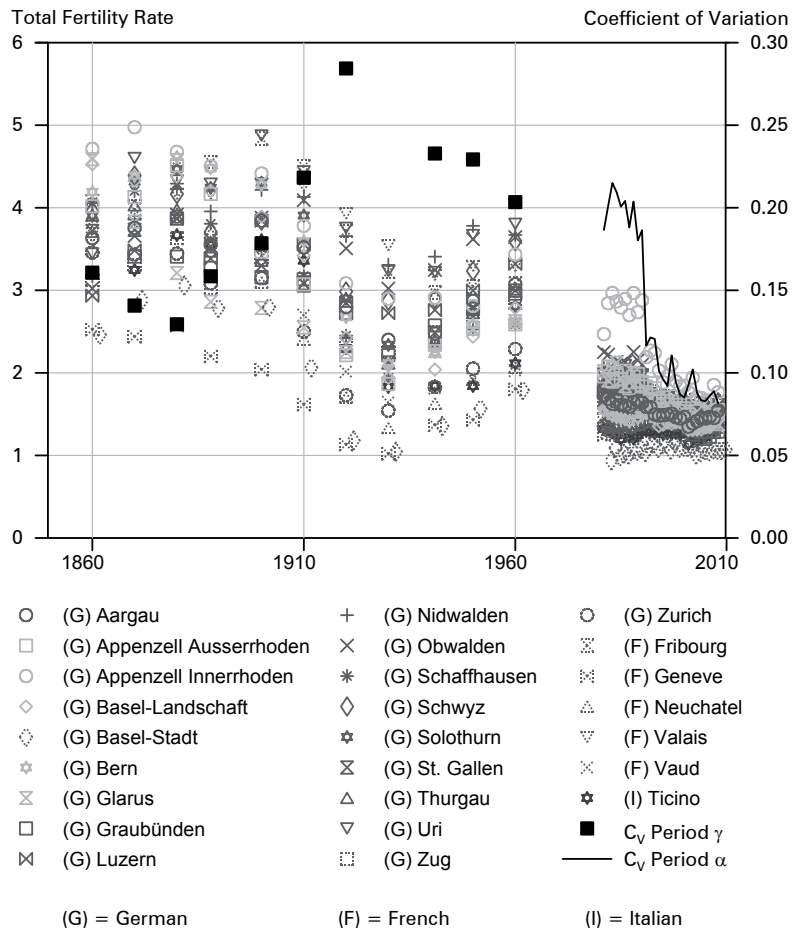 Total Fertility Rate Coefficient of Variation
6 0.30
5 0.25
4 0.20
3 0.15
2 0.10
1 0.05
0 0.00
1860 1910 1960 2010
(G) Aargau (G) Nidwalden (G) Zurich
(G) Appenzell Ausserrhoden (G) Obwalden (F) Fribourg
(G) Appenzell Innerrhoden (G) Schaffhausen (F) Geneve
(G) Basel-Landschaft (G) Schwyz (F) Neuchatel
(G) Basel-Stadt (G) Solothurn (F) Valais
(G) Bern (G) St. Gallen (F) Vaud
(G) Glarus (G) Thurgau (I) Ticino
(G) Graubünden (G) Uri CV Period γ
(G) Luzern (G) Zug CV Period α
(G) = German (F) = French (I) = Italian